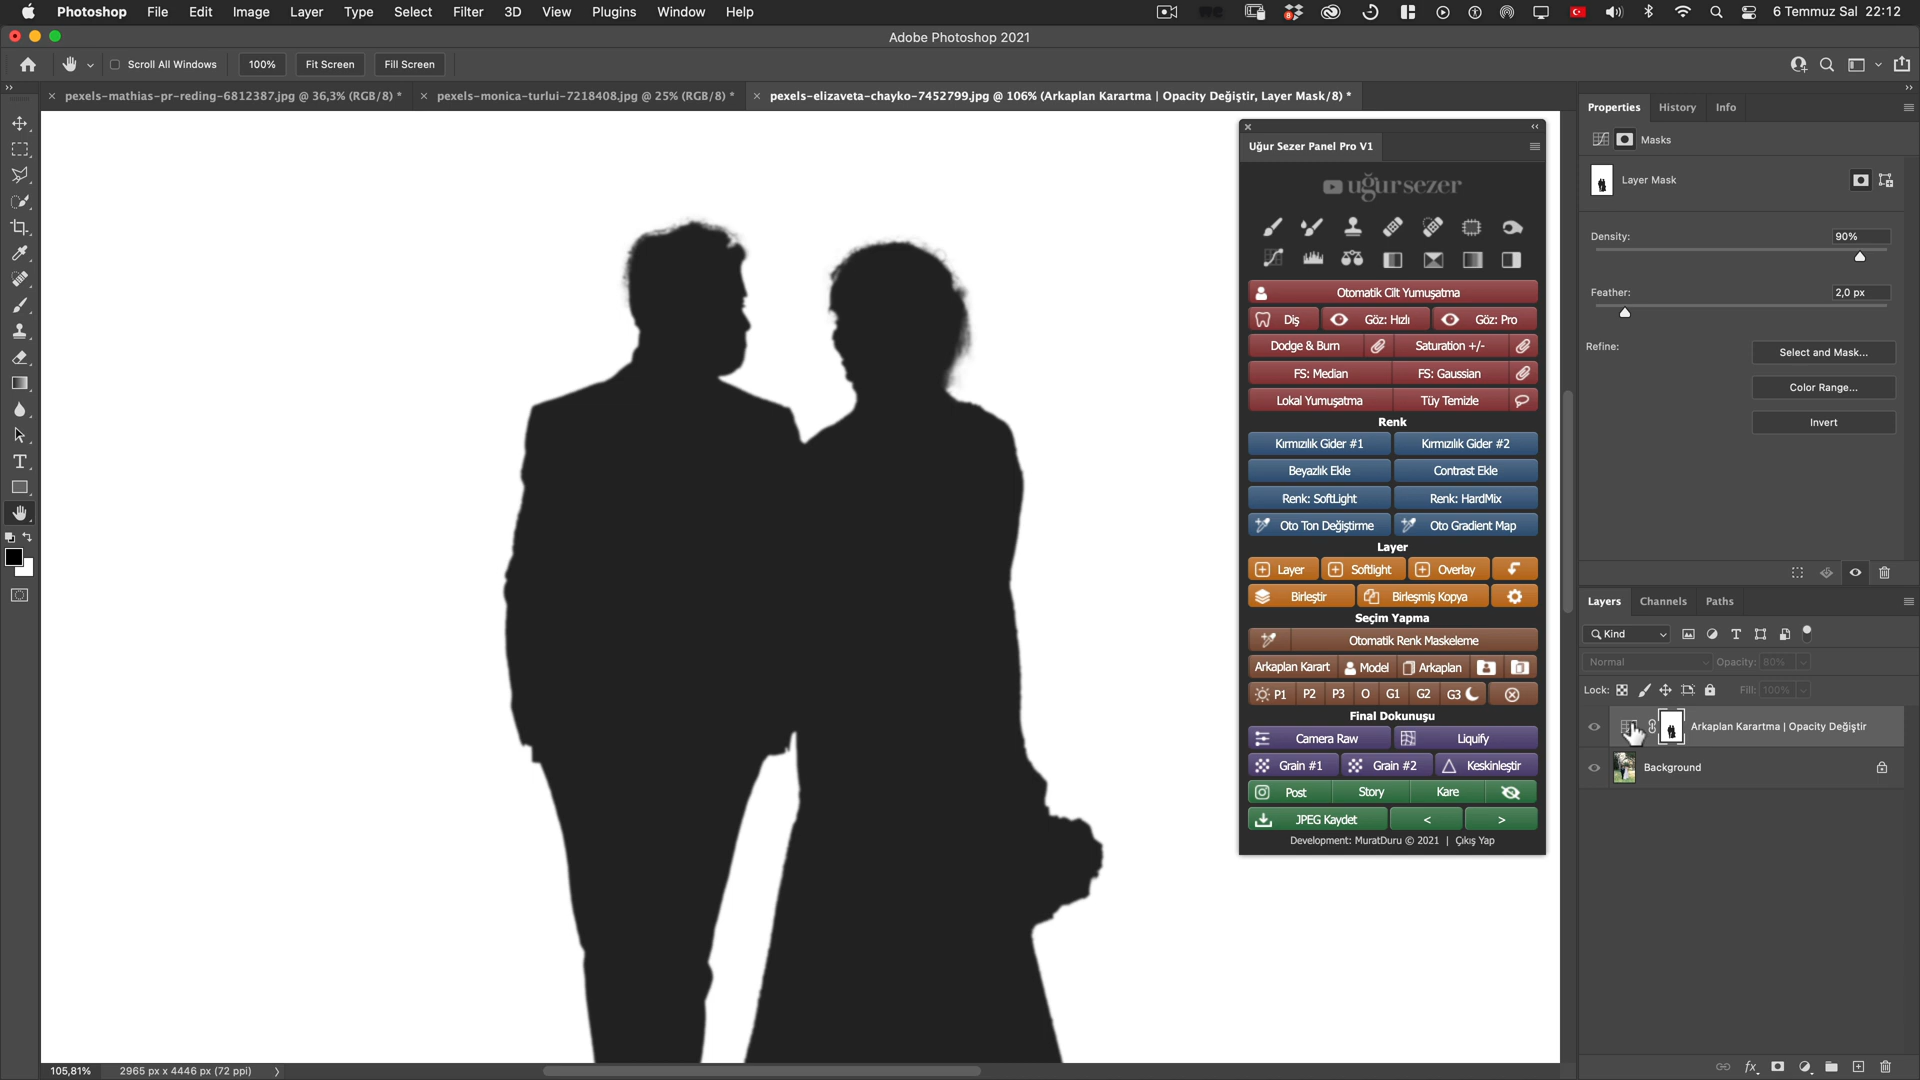 Photoshop File Edit Image Layer Type Select Filter 3D View Plugins Window Help
6 Temmuz Sal 22:12
Adobe Photoshop 2021
Scroll All Windows 100% Fit Screen Fill Screen
pexels-mathias-pr-reding-6812387.jpg @ 36,3% (RGB/8) *
pexels-monica-turlui-7218408.jpg @ 25% (RGB/8) *
pexels-elizaveta-chayko-7452799.jpg @ 106% (Arkaplan Karartma | Opacity Değiştir, Layer Mask/8) *
Uğur Sezer Panel Pro V1
uğursezer
Otomatik Cilt Yumuşatma
Diş Göz: Hızlı Göz: Pro
Dodge & Burn Saturation +/-
FS: Median FS: Gaussian
Lokal Yumuşatma Tüy Temizle
Renk
Kırmızılık Gider #1 Kırmızılık Gider #2
Beyazlık Ekle Contrast Ekle
Renk: SoftLight Renk: HardMix
Oto Ton Değiştirme Oto Gradient Map
Layer
Layer Softlight Overlay
Birleştir Birleşmiş Kopya
Seçim Yapma
Otomatik Renk Maskeleme
Arkaplan Karart Model Arkaplan
P1 P2 P3 O G1 G2 G3
Final Dokunuşu
Camera Raw Liquify
Grain #1 Grain #2 Keskinleştir
Post Story Kare
JPEG Kaydet < >
Development: MuratDuru © 2021 | Çıkış Yap
Properties History Info
Masks
Layer Mask
Density: 90%
Feather: 2,0 px
Refine:
Select and Mask...
Color Range...
Invert
Layers Channels Paths
Kind
Normal Opacity: 80%
Lock: Fill: 100%
Arkaplan Karartma | Opacity Değiştir
Background
105,81% 2965 px x 4446 px (72 ppi)